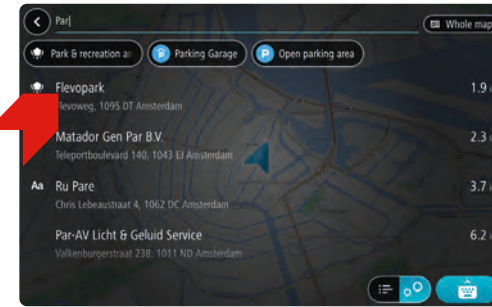 Par
Whole map
Park & recreation ar
Parking Garage
P Open parking area
Flevopark
1.9
Flevoweg, 1095 DT Amsterdam
Matador Gen Par B.V.
2.3
Teleportboulevard 140, 1043 EJ Amsterdam
Aa Ru Pare
3.7
Chris Lebeaustraat 4, 1062 DC Amsterdam
Par-AV Licht & Geluid Service
6.2
Valkenburgerstraat 238, 1011 ND Amsterdam